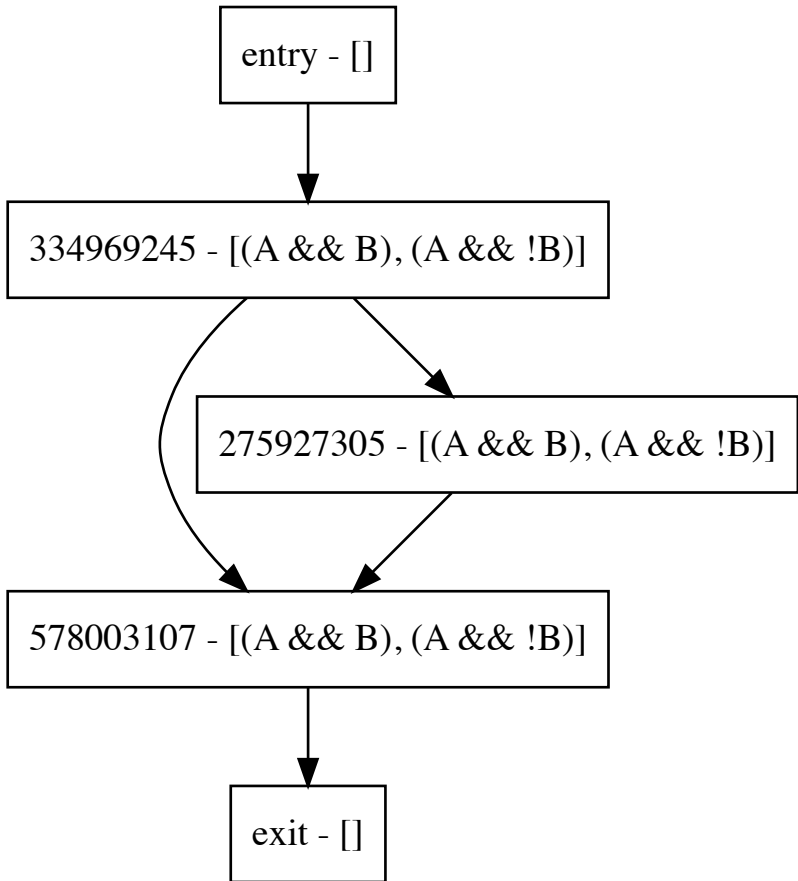 entry - []
334969245 - [(A && B), (A && !B)]
275927305 - [(A && B), (A && !B)]
578003107 - [(A && B), (A && !B)]
exit - []